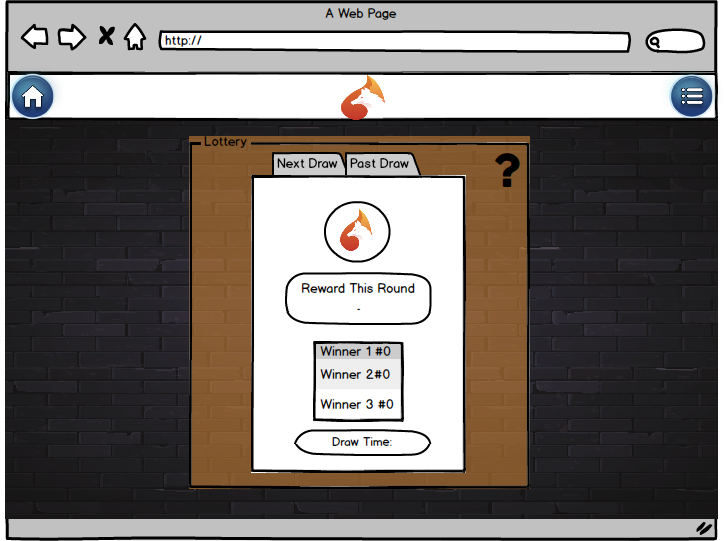 A Web Page
http://
Lottery
Next Draw
Past Draw
?
Reward This Round
-
Winner 1 #0
Winner 2#0
Winner 3 #0
Draw Time: